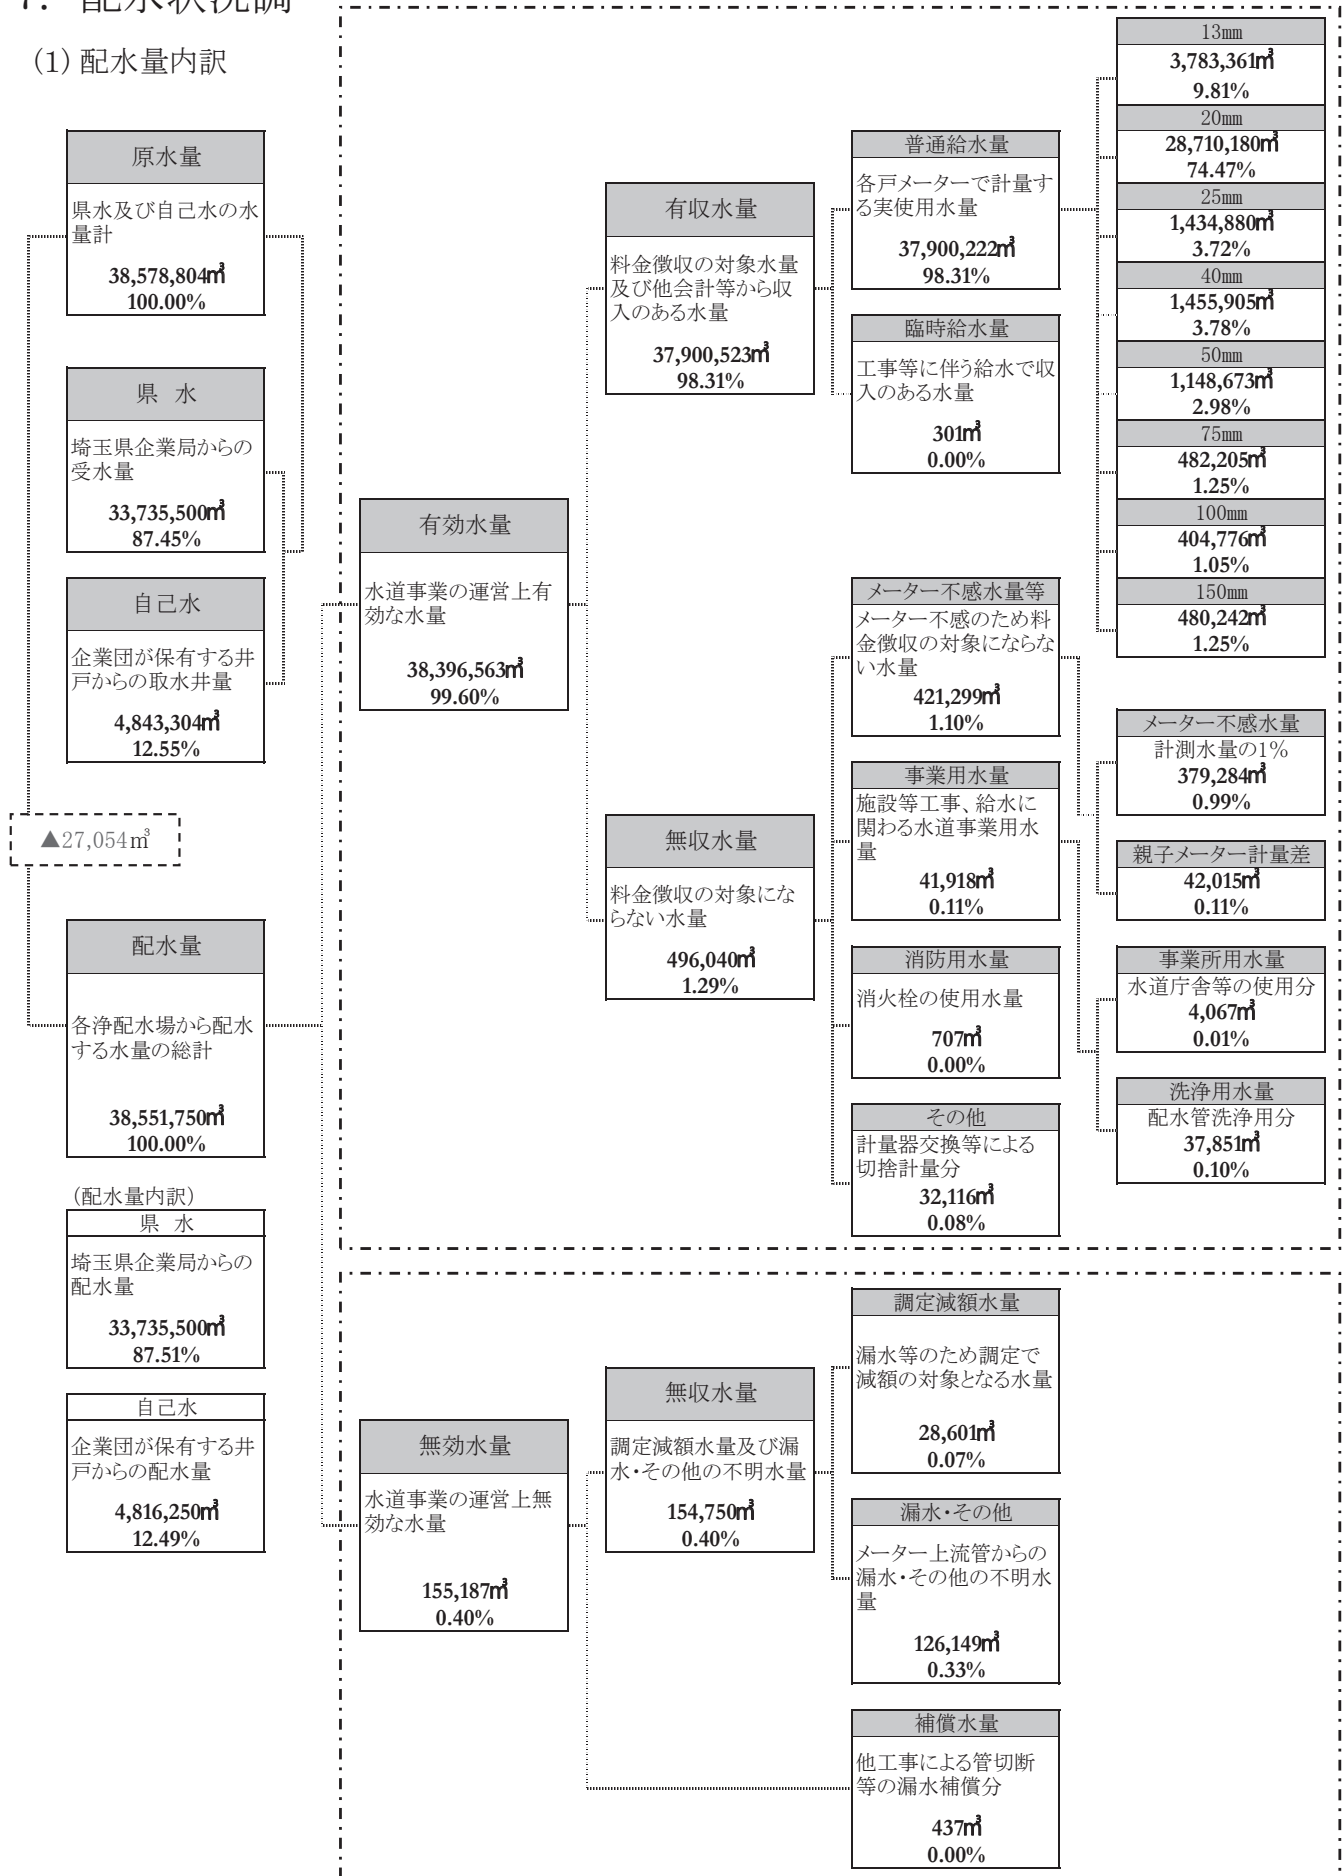 配水状況調
(1) 配水量内訳
原水量
県水及び自己水の水
量計
38,578,804㎥
100.00%
県 水
埼玉県企業局からの
受水量
33,735,500㎥
87.45%
自己水
企業団が保有する井
戸からの取水井量
4,843,304㎥
12.55%
▲27,054㎥
配水量
各浄配水場から配水
する水量の総計
38,551,750㎥
100.00%
(配水量内訳)
県 水
埼玉県企業局からの
配水量
33,735,500㎥
87.51%
自己水
企業団が保有する井
戸からの配水量
4,816,250㎥
12.49%
有効水量
水道事業の運営上有
効な水量
38,396,563㎥
99.60%
無効水量
水道事業の運営上無
効な水量
155,187㎥
0.40%
有収水量
料金徴収の対象水量
及び他会計等から収
入のある水量
37,900,523㎥
98.31%
無収水量
料金徴収の対象にな
らない水量
496,040㎥
1.29%
無収水量
調定減額水量及び漏
水・その他の不明水量
154,750㎥
0.40%
普通給水量
各戸メーターで計量す
る実使用水量
37,900,222㎥
98.31%
臨時給水量
工事等に伴う給水で収
入のある水量
301㎥
0.00%
メーター不感水量等
メーター不感のため料
金徴収の対象にならな
い水量
421,299㎥
1.10%
事業用水量
施設等工事、給水に
関わる水道事業用水
量
41,918㎥
0.11%
消防用水量
消火栓の使用水量
707㎥
0.00%
その他
計量器交換等による
切捨計量分
32,116㎥
0.08%
調定減額水量
漏水等のため調定で
減額の対象となる水量
28,601㎥
0.07%
漏水・その他
メーター上流管からの
漏水・その他の不明水
量
126,149㎥
0.33%
補償水量
他工事による管切断
等の漏水補償分
437㎥
0.00%
13mm
3,783,361㎥
9.81%
20mm
28,710,180㎥
74.47%
25mm
1,434,880㎥
3.72%
40mm
1,455,905㎥
3.78%
50mm
1,148,673㎥
2.98%
75mm
482,205㎥
1.25%
100mm
404,776㎥
1.05%
150mm
480,242㎥
1.25%
メーター不感水量
計測水量の1%
379,284㎥
0.99%
親子メーター計量差
42,015㎥
0.11%
事業所用水量
水道庁舎等の使用分
4,067㎥
0.01%
洗浄用水量
配水管洗浄用分
37,851㎥
0.10%